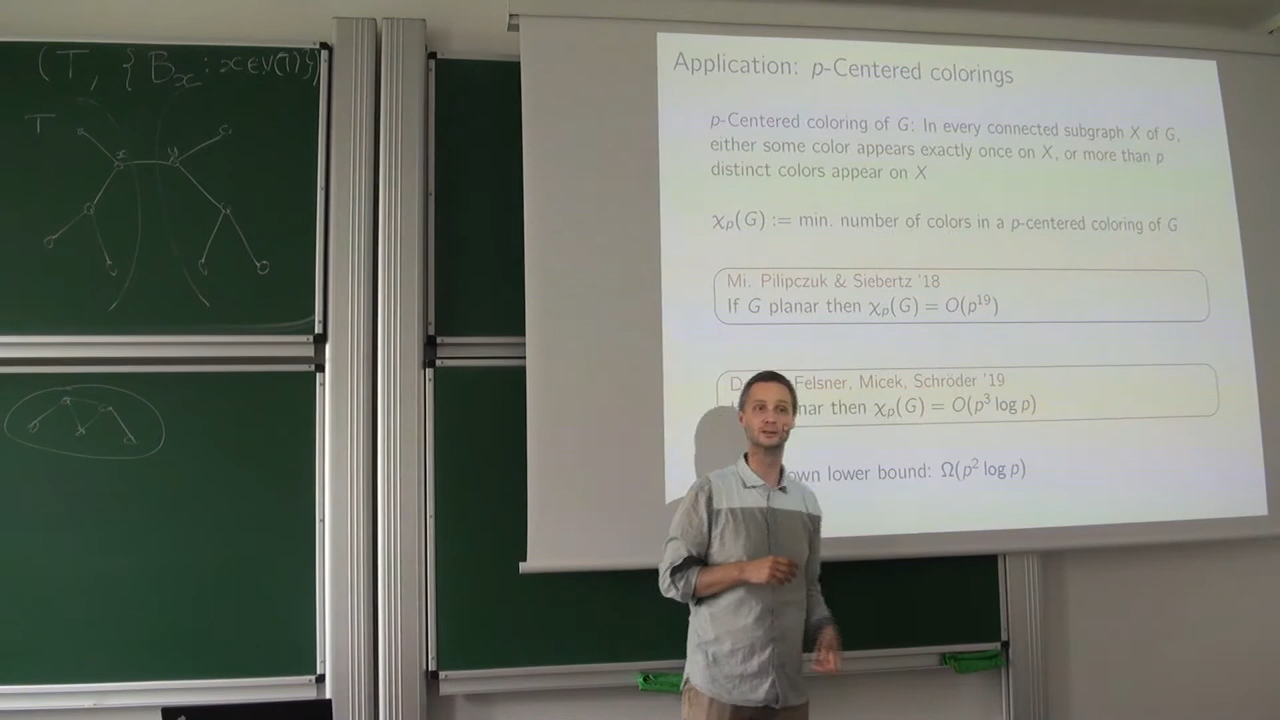 (T, { B_x : x ∈ V(T)})
T
x y
Application: p-Centered colorings
p-Centered coloring of G: In every connected subgraph X of G,
either some color appears exactly once on X, or more than p
distinct colors appear on X
χ_p(G) := min. number of colors in a p-centered coloring of G
Mi. Pilipczuk & Siebertz '18
If G planar then χ_p(G) = O(p^19)
Felsner, Micek, Schröder '19
then χ_p(G) = O(p^3 log p)
lower bound: Ω(p^2 log p)